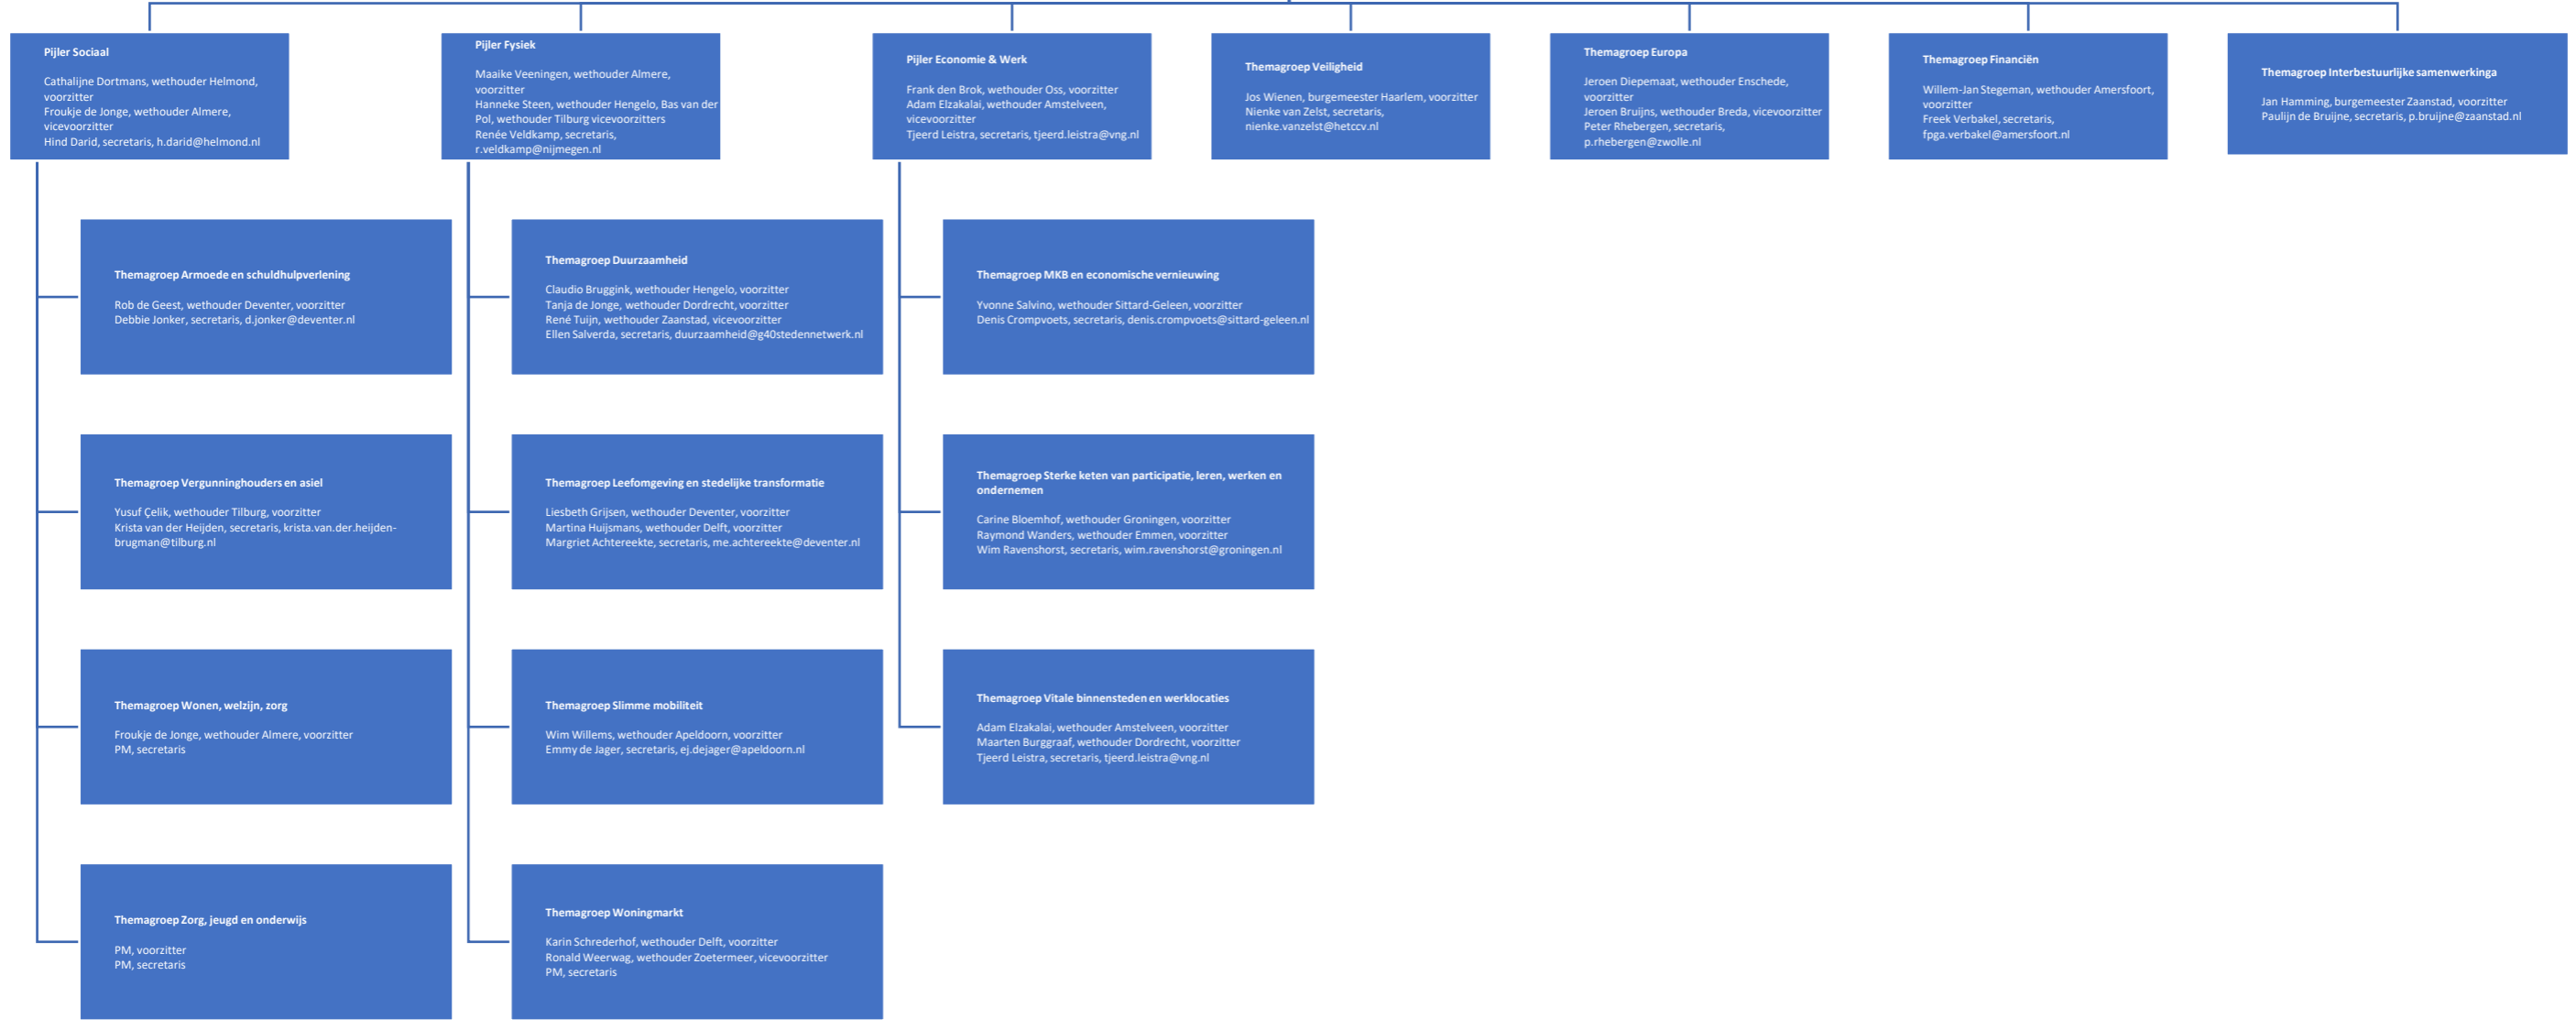 Pijler Sociaal
Cathalijne Dortmans, wethouder Helmond,
voorzitter
Froukje de Jonge, wethouder Almere,
vicevoorzitter
Hind Darid, secretaris, h.darid@helmond.nl
Pijler Fysiek
Maaike Veeningen, wethouder Almere,
voorzitter
Hanneke Steen, wethouder Hengelo, Bas van der
Pol, wethouder Tilburg vicevoorzitters
Renée Veldkamp, secretaris,
r.veldkamp@nijmegen.nl
Pijler Economie & Werk
Frank den Brok, wethouder Oss, voorzitter
Adam Elzakalai, wethouder Amstelveen,
vicevoorzitter
Tjeerd Leistra, secretaris, tjeerd.leistra@vng.nl
Themagroep Veiligheid
Jos Wienen, burgemeester Haarlem, voorzitter
Nienke van Zelst, secretaris,
nienke.vanzelst@hetccv.nl
Themagroep Europa
Jeroen Diepemaat, wethouder Enschede,
voorzitter
Jeroen Bruijns, wethouder Breda, vicevoorzitter
Peter Rhebergen, secretaris,
p.rhebergen@zwolle.nl
Themagroep Financiën
Willem-Jan Stegeman, wethouder Amersfoort,
voorzitter
Freek Verbakel, secretaris,
fpga.verbakel@amersfoort.nl
Themagroep Interbestuurlijke samenwerkinga
Jan Hamming, burgemeester Zaanstad, voorzitter
Paulijn de Bruijne, secretaris, p.bruijne@zaanstad.nl
Themagroep Armoede en schuldhulpverlening
Rob de Geest, wethouder Deventer, voorzitter
Debbie Jonker, secretaris, d.jonker@deventer.nl
Themagroep Duurzaamheid
Claudio Bruggink, wethouder Hengelo, voorzitter
Tanja de Jonge, wethouder Dordrecht, voorzitter
René Tuijn, wethouder Zaanstad, vicevoorzitter
Ellen Salverda, secretaris, duurzaamheid@g40stedennetwerk.nl
Themagroep MKB en economische vernieuwing
Yvonne Salvino, wethouder Sittard-Geleen, voorzitter
Denis Crompvoets, secretaris, denis.crompvoets@sittard-geleen.nl
Themagroep Vergunninghouders en asiel
Yusuf Çelik, wethouder Tilburg, voorzitter
Krista van der Heijden, secretaris, krista.van.der.heijden-
brugman@tilburg.nl
Themagroep Leefomgeving en stedelijke transformatie
Liesbeth Grijsen, wethouder Deventer, voorzitter
Martina Huijsmans, wethouder Delft, voorzitter
Margriet Achtereekte, secretaris, me.achtereekte@deventer.nl
Themagroep Sterke keten van participatie, leren, werken en
ondernemen
Carine Bloemhof, wethouder Groningen, voorzitter
Raymond Wanders, wethouder Emmen, voorzitter
Wim Ravenshorst, secretaris, wim.ravenshorst@groningen.nl
Themagroep Wonen, welzijn, zorg
Froukje de Jonge, wethouder Almere, voorzitter
PM, secretaris
Themagroep Slimme mobiliteit
Wim Willems, wethouder Apeldoorn, voorzitter
Emmy de Jager, secretaris, ej.dejager@apeldoorn.nl
Themagroep Vitale binnensteden en werklocaties
Adam Elzakalai, wethouder Amstelveen, voorzitter
Maarten Burggraaf, wethouder Dordrecht, voorzitter
Tjeerd Leistra, secretaris, tjeerd.leistra@vng.nl
Themagroep Zorg, jeugd en onderwijs
PM, voorzitter
PM, secretaris
Themagroep Woningmarkt
Karin Schrederhof, wethouder Delft, voorzitter
Ronald Weerwag, wethouder Zoetermeer, vicevoorzitter
PM, secretaris